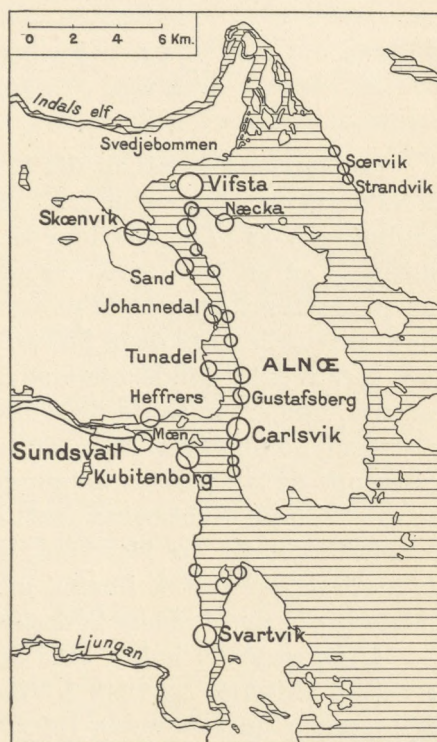 0 2 4 6 Km.
Indals elf
Svedjebommen
Sœrvik
Strandvik
Vifsta
Skœnvik
Næcka
Sand
Johannedal
Tunadel
ALNŒ
Heffrers
Gustafsberg
Mœn
Carlsvik
Sundsvall
Kubitenborg
Svartvik
Ljungan